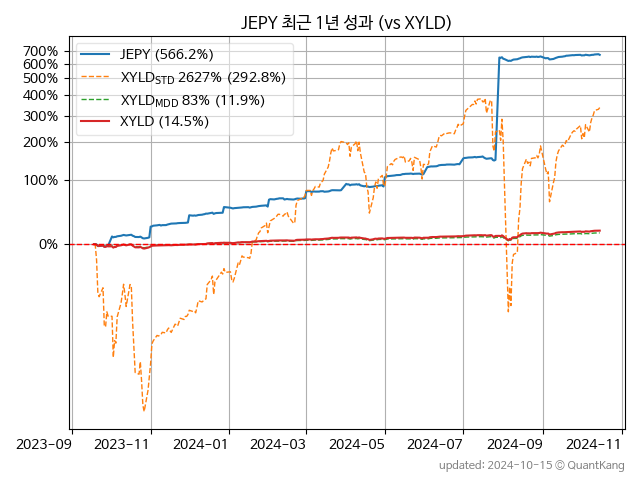 JEPY 최근 1년 성과 (vs XYLD)
JEPY (566.2%)
XYLD_STD 2627% (292.8%)
XYLD_MDD 83% (11.9%)
XYLD (14.5%)
700%
600%
500%
400%
300%
200%
100%
0%
2023-09 2023-11 2024-01 2024-03 2024-05 2024-07 2024-09 2024-11
updated: 2024-10-15 © QuantKang